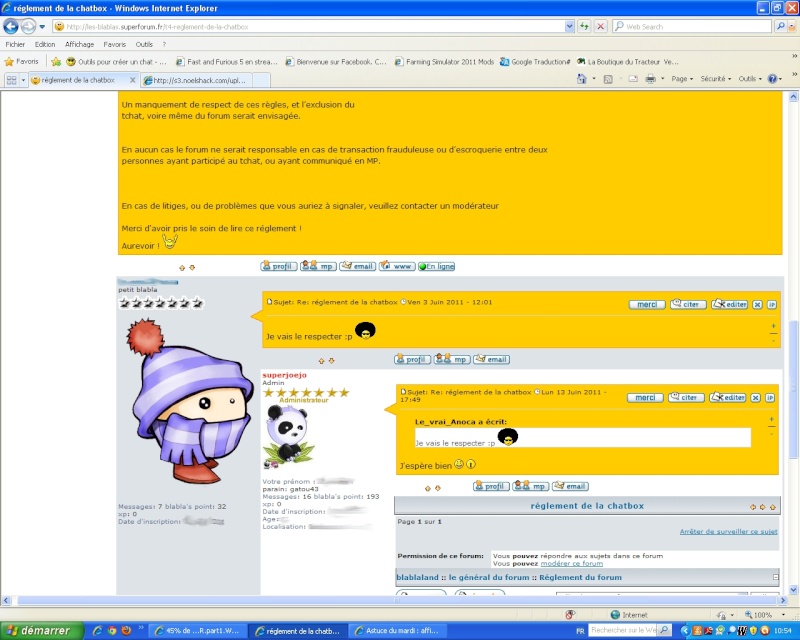 réglement de la chatbox - Windows Internet Explorer
http://les-blablas.superforum.fr/t4-reglement-de-la-chatbox
Web Search
Fichier Edition Affichage Favoris Outils ?
Favoris Outils pour créer un chat - ... Fast and Furious 5 en strea... Bienvenue sur Facebook. C... Farming Simulator 2011 Mods Google Traduction# La Boutique du Tracteur Ve...
réglement de la chatbox http://s3.noelshack.com/upl... Page Sécurité Outils
Un manquement de respect de ces règles, et l'exclusion du
tchat, voire même du forum serait envisagée.
En aucun cas le forum ne serait responsable en cas de transaction frauduleuse ou d'escroquerie entre deux
personnes ayant participé au tchat, ou ayant communiqué en MP.
En cas de litiges, ou de problèmes que vous auriez à signaler, veuillez contacter un modérateur
Merci d'avoir pris le soin de lire ce réglement !
Aurevoir !
profil mp email www En ligne
petit blabla
Sujet: Re: réglement de la chatbox Ven 3 Juin 2011 - 12:01
merci citer editer X IP
Je vais le respecter :p
profil mp email
Messages: 7 blabla's point: 32
xp: 0
Date d'inscription:
superjoejo
Admin
Administrateur
Votre prénom :
parain: gatou43
Messages: 16 blabla's point: 193
xp: 0
Date d'inscription:
Age:
Localisation:
Sujet: Re: réglement de la chatbox Lun 13 Juin 2011 -
17:49
merci citer editer X IP
Le_vrai_Anoca a écrit:
Je vais le respecter :p
J'espère bien
profil mp email
réglement de la chatbox
Page 1 sur 1
Arrêter de surveiller ce sujet
Permission de ce forum: Vous pouvez répondre aux sujets dans ce forum
Vous pouvez modérer ce forum
blablaland :: le général du forum :: Réglement du forum
Internet 100%
démarrer 45% de ...R.part1.W... réglement de la chatb... Astuce du mardi : affi... FR Rechercher sur le We 10:54